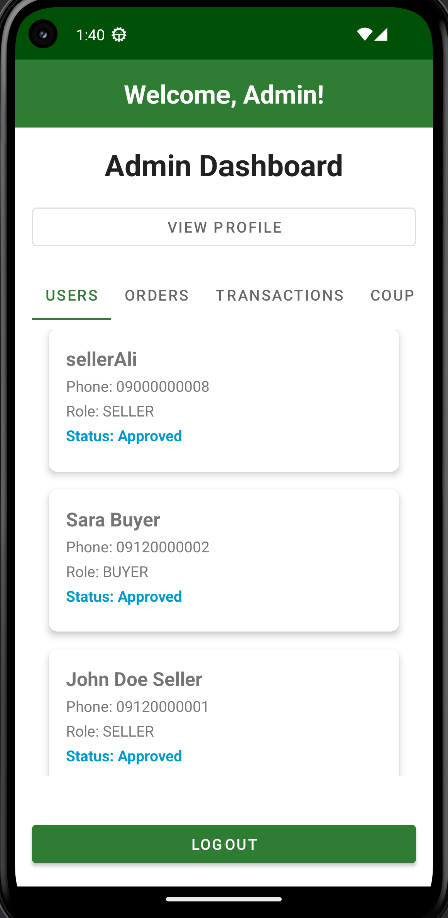 1:40
Welcome, Admin!
Admin Dashboard
VIEW PROFILE
USERS ORDERS TRANSACTIONS COUP
sellerAli
Phone: 09000000008
Role: SELLER
Status: Approved
Sara Buyer
Phone: 09120000002
Role: BUYER
Status: Approved
John Doe Seller
Phone: 09120000001
Role: SELLER
Status: Approved
LOGOUT